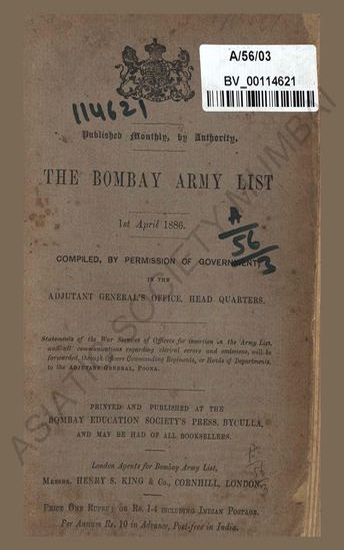 A/56/03
BV_00114621
114621
Published Monthly, by Authority.
THE BOMBAY ARMY LIST
1st April 1886.
A
56
3
COMPILED, BY PERMISSION OF GOVERNMENT,
IN THE
ADJUTANT GENERAL'S OFFICE, HEAD QUARTERS.
Statements of the War Services of Officers for insertion in the Army List,
and all communications regarding clerical errors and omissions, will be
forwarded, through Officers Commanding Regiments, or Heads of Departments,
to the ADJUTANT-GENERAL, POONA.
PRINTED AND PUBLISHED AT THE
BOMBAY EDUCATION SOCIETY'S PRESS, BYCULLA,
AND MAY BE HAD OF ALL BOOKSELLERS.
A
56
3
London Agents for Bombay Army List,
MESSRS. HENRY S. KING & Co., CORNHILL, LONDON.
PRICE ONE RUPEE; OR RS. 1-4 INCLUDING INDIAN POSTAGE.
Per Annum Rs. 10 in Advance, Post-free in India.
ASIATIC SOCIETY MUMBAI